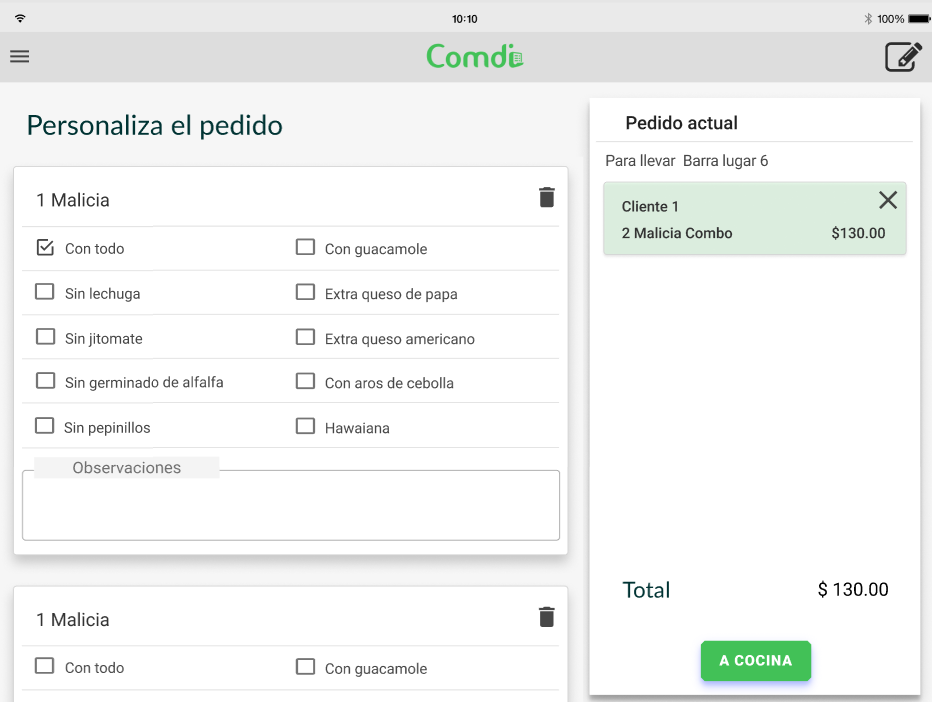 10:10
100%
Comdi
Personaliza el pedido
1 Malicia
Con todo
Con guacamole
Sin lechuga
Extra queso de papa
Sin jitomate
Extra queso americano
Sin germinado de alfalfa
Con aros de cebolla
Sin pepinillos
Hawaiana
Observaciones
1 Malicia
Con todo
Con guacamole
Pedido actual
Para llevar Barra lugar 6
Cliente 1
2 Malicia Combo $130.00
Total $ 130.00
A COCINA